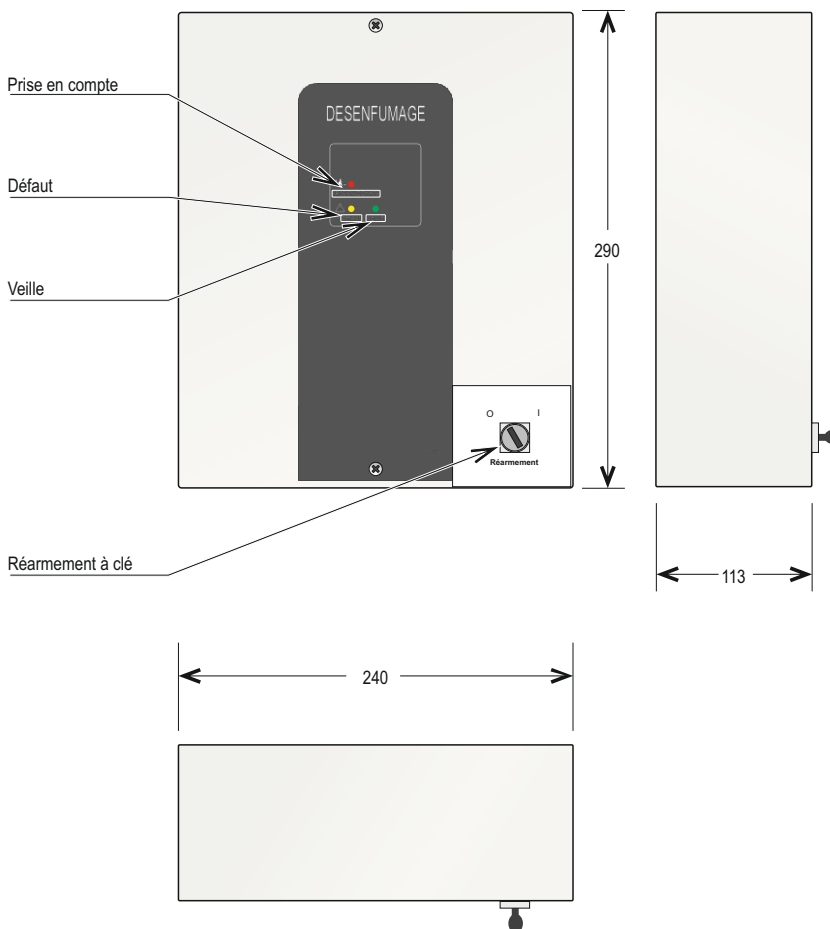 Prise en compte
DESENFUMAGE
Défaut
290
Veille
O I
Réarmement
Réarmement à clé
113
240